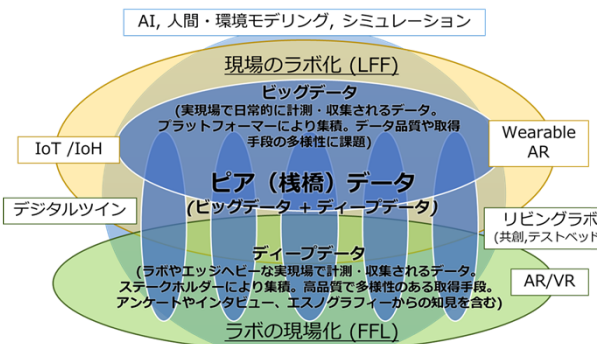 AI, 人間・環境モデリング, シミュレーション
現場のラボ化 (LFF)
ビッグデータ
(実現場で日常的に計測・収集されるデータ。
プラットフォーマーにより集積。データ品質や取得
手段の多様性に課題)
Wearable
AR
IoT /IoH
ピア（桟橋）データ
(ビッグデータ + ディープデータ)
デジタルツイン
リビングラボ
(共創,テストベッド
ディープデータ
(ラボやエッジヘビーな実現場で計測・収集されるデータ。
ステークホルダーにより集積。高品質で多様性のある取得手段。
アンケートやインタビュー、エスノグラフィーからの知見を含む)
AR/VR
ラボの現場化 (FFL)